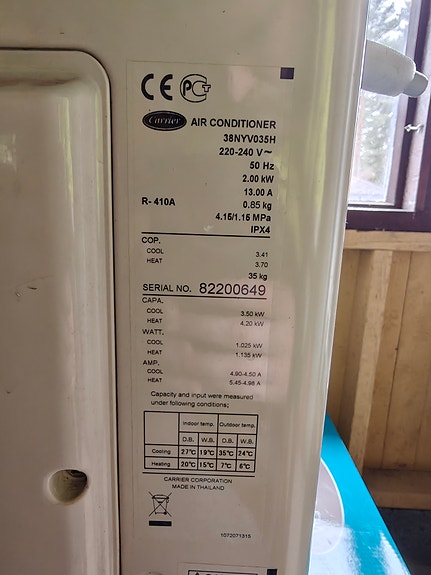 CE PCT
Carrier AIR CONDITIONER
38NYV035H
220-240 V~
50 Hz
2.00 kW
13.00 A
R- 410A 0.85 kg
4.15/1.15 MPa
IPX4
COP.
COOL 3.41
HEAT 3.70
35 kg
SERIAL NO. 82200649
CAPA.
COOL 3.50 kW
HEAT 4.20 kW
WATT.
COOL 1.025 kW
HEAT 1.135 kW
AMP.
COOL 4.90-4.50 A
HEAT 5.45-4.98 A
Capacity and input were measured
under following conditions;
Indoor temp. Outdoor temp.
D.B. W.B. D.B. W.B.
Cooling 27°C 19°C 35°C 24°C
Heating 20°C 15°C 7°C 6°C
CARRIER CORPORATION
MADE IN THAILAND
1072071315